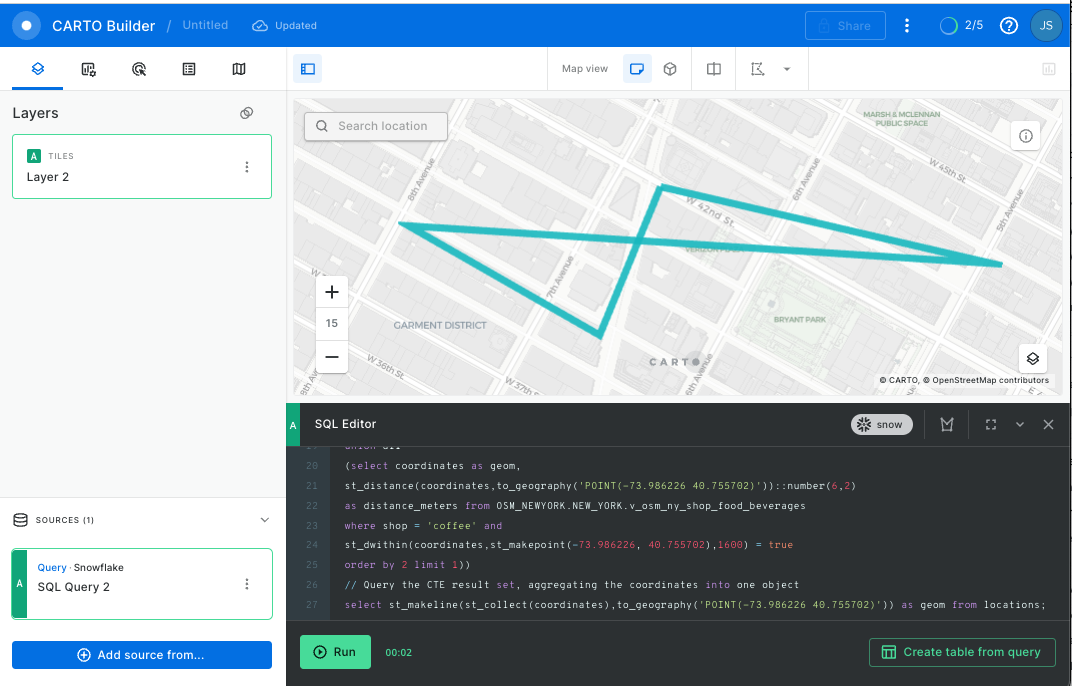 CARTO Builder / Untitled Updated Share 2/5 JS
Map view
Layers
Search location
A TILES
Layer 2
MARSH & MCLENNAN
PUBLIC SPACE
W 45th St.
8th Avenue
6th Avenue
5th Avenue
W 42nd St.
7th Avenue
15
GARMENT DISTRICT
BRYANT PARK
W 36th St.
W 37th St.
CARTO
© CARTO, © OpenStreetMap contributors
A SQL Editor snow
20 (select coordinates as geom,
21 st_distance(coordinates,to_geography('POINT(-73.986226 40.755702)'))::number(6,2)
22 as distance_meters from OSM_NEWYORK.NEW_YORK.v_osm_ny_shop_food_beverages
23 where shop = 'coffee' and
24 st_dwithin(coordinates,st_makepoint(-73.986226, 40.755702),1600) = true
25 order by 2 limit 1))
26 // Query the CTE result set, aggregating the coordinates into one object
27 select st_makeline(st_collect(coordinates),to_geography('POINT(-73.986226 40.755702)')) as geom from locations;
SOURCES (1)
A Query · Snowflake
SQL Query 2
Add source from...
Run 00:02 Create table from query